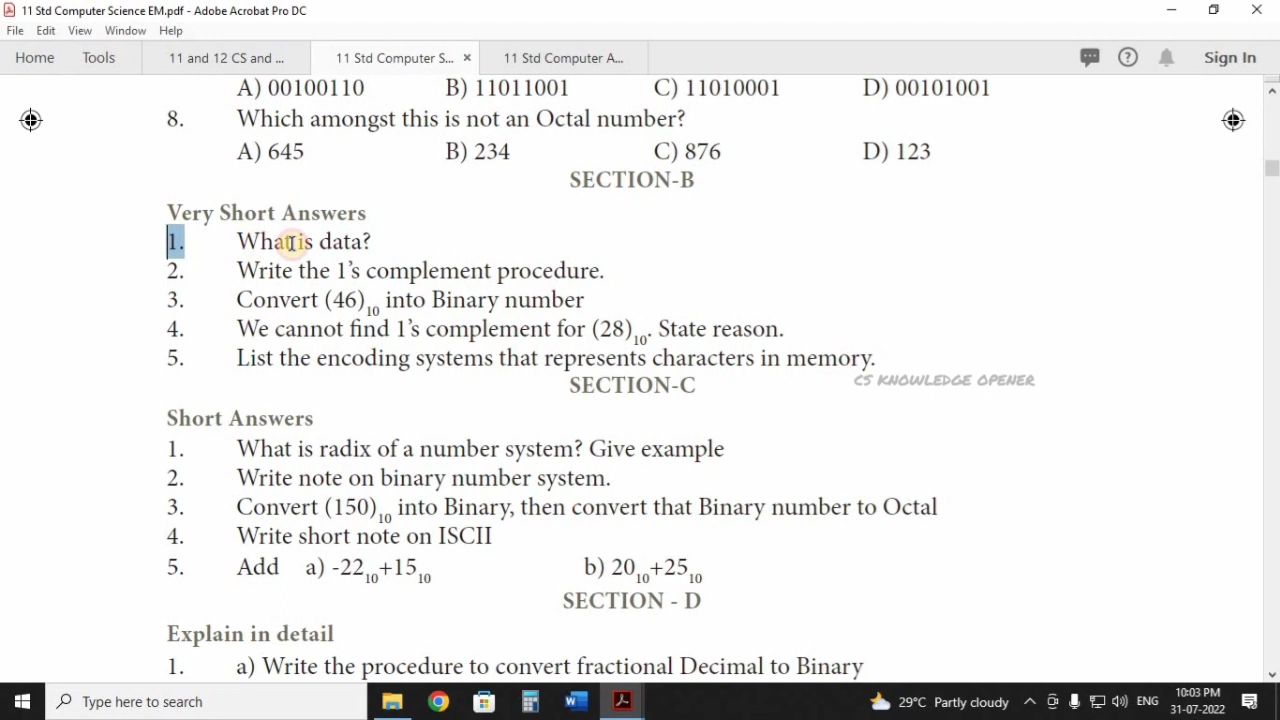 11 Std Computer Science EM.pdf - Adobe Acrobat Pro DC
File Edit View Window Help
Home Tools 11 and 12 CS and ... 11 Std Computer S... × 11 Std Computer A... Sign In
A) 00100110 B) 11011001 C) 11010001 D) 00101001
8. Which amongst this is not an Octal number?
A) 645 B) 234 C) 876 D) 123
SECTION-B
Very Short Answers
1. What is data?
2. Write the 1’s complement procedure.
3. Convert (46)10 into Binary number
4. We cannot find 1’s complement for (28)10. State reason.
5. List the encoding systems that represents characters in memory.
CS KNOWLEDGE OPENER
SECTION-C
Short Answers
1. What is radix of a number system? Give example
2. Write note on binary number system.
3. Convert (150)10 into Binary, then convert that Binary number to Octal
4. Write short note on ISCII
5. Add a) -2210+1510 b) 2010+2510
SECTION - D
Explain in detail
1. a) Write the procedure to convert fractional Decimal to Binary
Type here to search 29°C Partly cloudy ENG 10:03 PM
31-07-2022